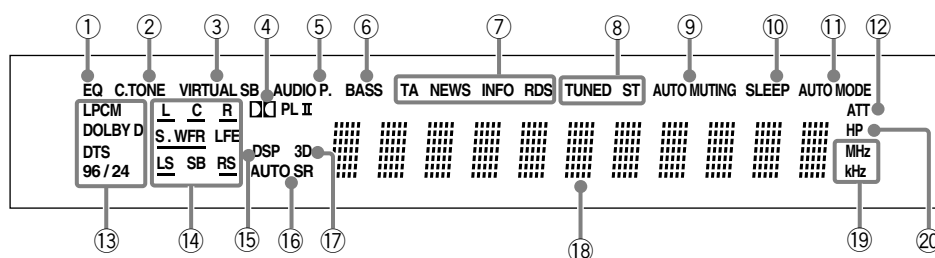 ① ② ③ ④ ⑤ ⑥ ⑦ ⑧ ⑨ ⑩ ⑪ ⑫
EQ C.TONE VIRTUAL SB AUDIO P. BASS TA NEWS INFO RDS TUNED ST AUTO MUTING SLEEP AUTO MODE
LPCM L C R PL II ATT
DOLBY D S.WFR LFE HP
DTS LS SB RS DSP 3D MHz
96 / 24 AUTO SR kHz
⑬ ⑭ ⑮ ⑯ ⑰ ⑱ ⑲ ⑳